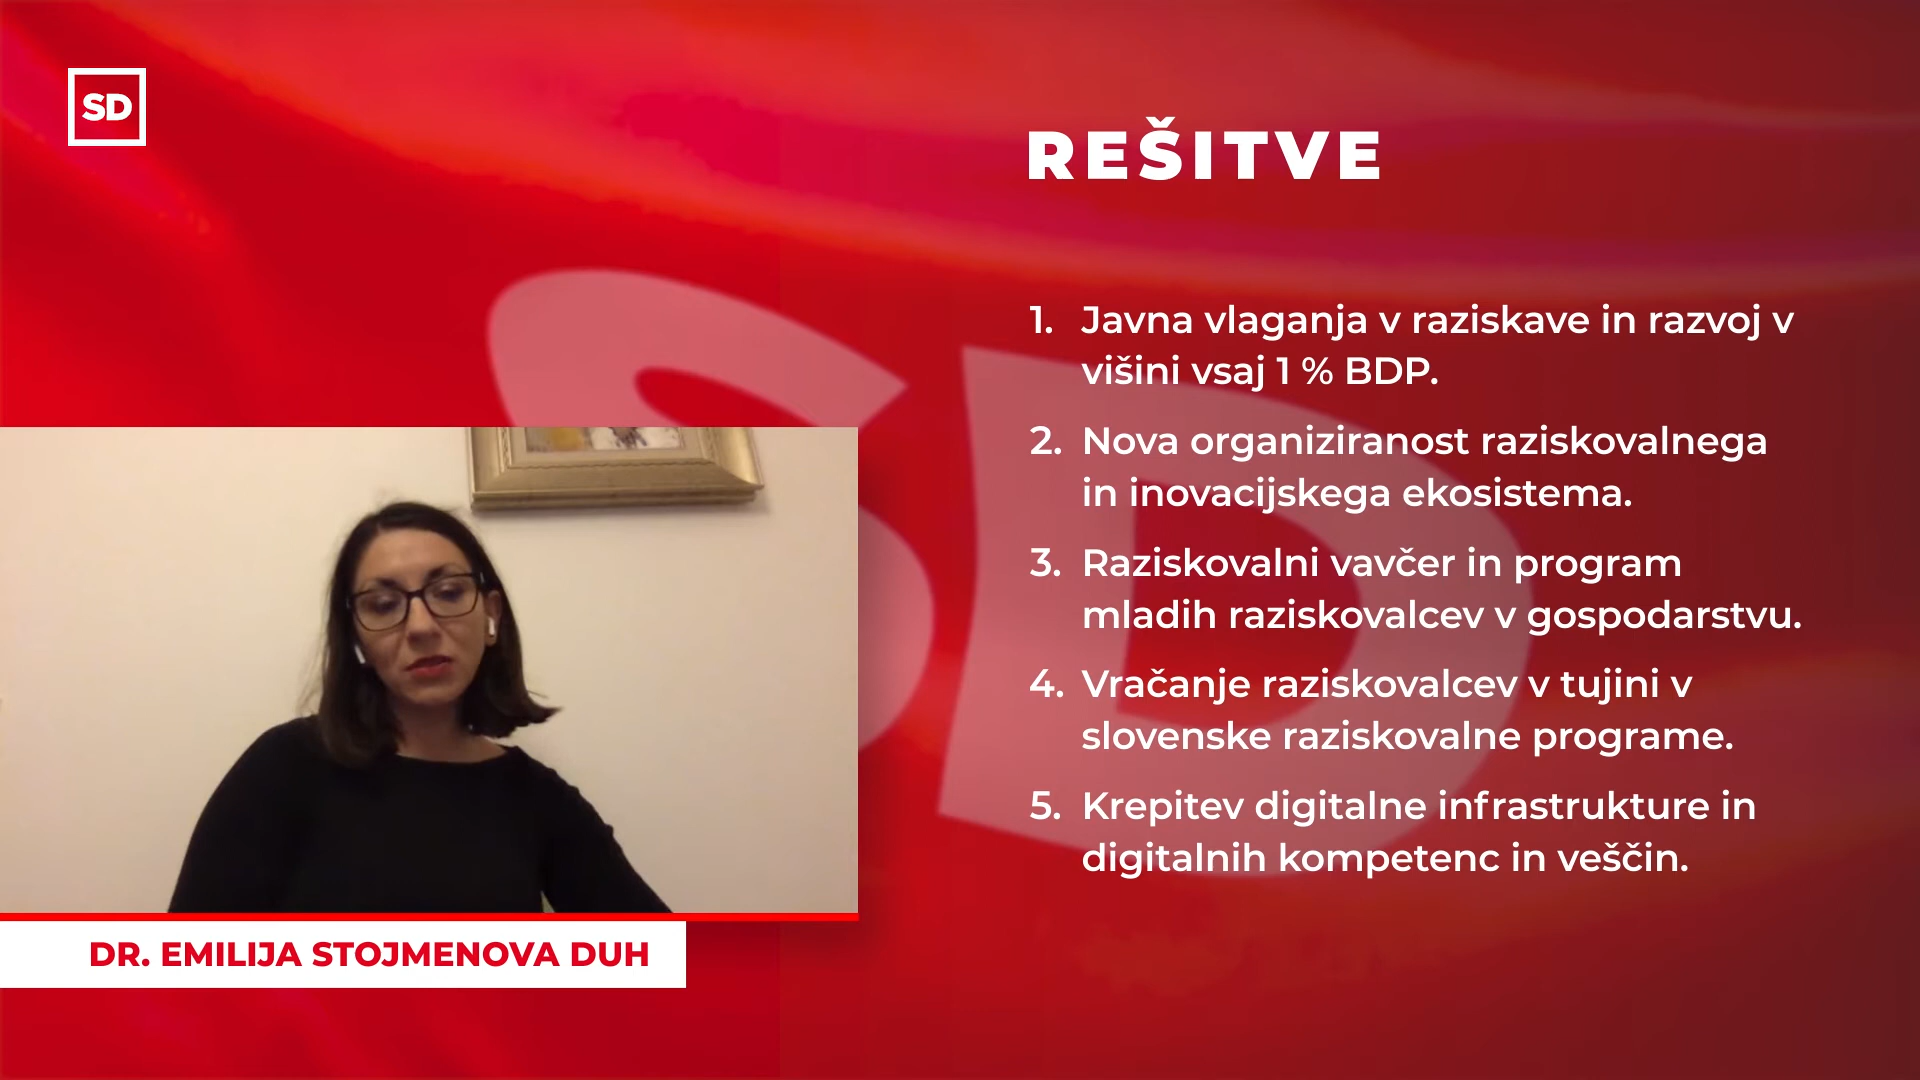 SD
REŠITVE
1. Javna vlaganja v raziskave in razvoj v
višini vsaj 1 % BDP.
2. Nova organiziranost raziskovalnega
in inovacijskega ekosistema.
3. Raziskovalni vavčer in program
mladih raziskovalcev v gospodarstvu.
4. Vračanje raziskovalcev v tujini v
slovenske raziskovalne programe.
5. Krepitev digitalne infrastrukture in
digitalnih kompetenc in veščin.
SD
DR. EMILIJA STOJMENOVA DUH